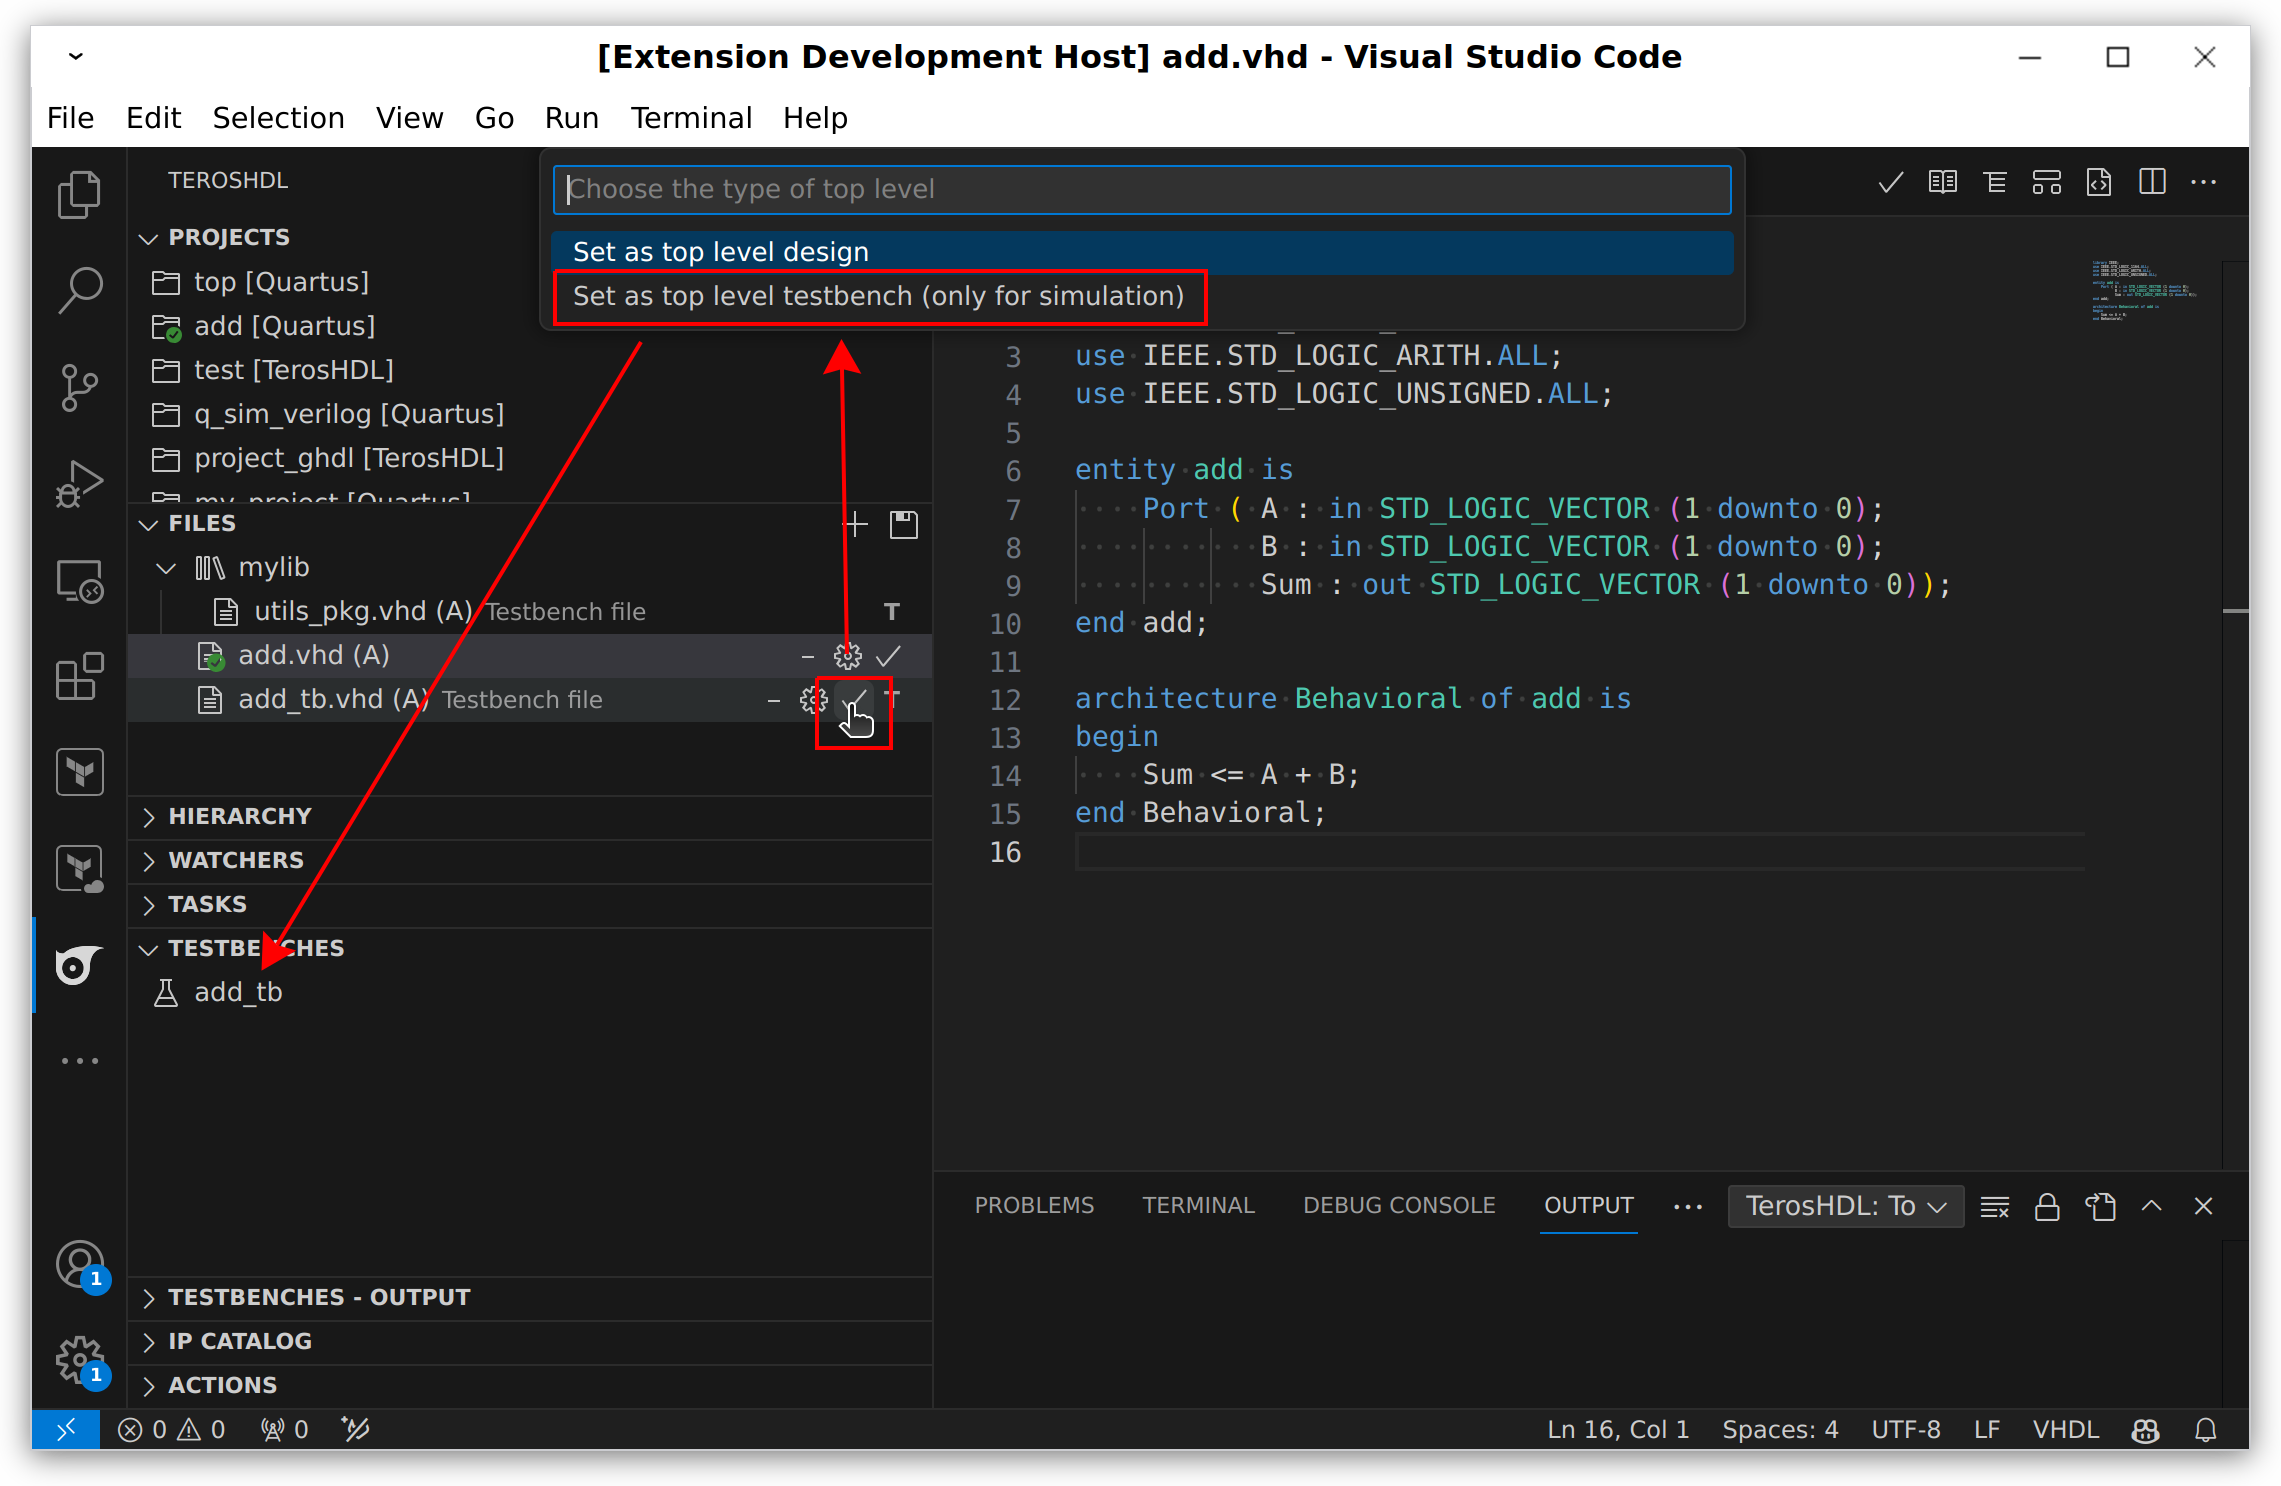 [Extension Development Host] add.vhd - Visual Studio Code
File Edit Selection View Go Run Terminal Help
TEROSHDL
Choose the type of top level
Set as top level design
Set as top level testbench (only for simulation)
PROJECTS
top [Quartus]
add [Quartus]
test [TerosHDL]
q_sim_verilog [Quartus]
project_ghdl [TerosHDL]
my_project [Quartus]
FILES
mylib
utils_pkg.vhd (A) Testbench file T
add.vhd (A)
add_tb.vhd (A) Testbench file T
HIERARCHY
WATCHERS
TASKS
TESTBENCHES
add_tb
TESTBENCHES - OUTPUT
IP CATALOG
ACTIONS
3 use IEEE.STD_LOGIC_ARITH.ALL;
4 use IEEE.STD_LOGIC_UNSIGNED.ALL;
5
6 entity add is
7 Port ( A : in STD_LOGIC_VECTOR (1 downto 0);
8 B : in STD_LOGIC_VECTOR (1 downto 0);
9 Sum : out STD_LOGIC_VECTOR (1 downto 0));
10 end add;
11
12 architecture Behavioral of add is
13 begin
14 Sum <= A + B;
15 end Behavioral;
16
PROBLEMS TERMINAL DEBUG CONSOLE OUTPUT TerosHDL: To
1
1
0 0 0 Ln 16, Col 1 Spaces: 4 UTF-8 LF VHDL